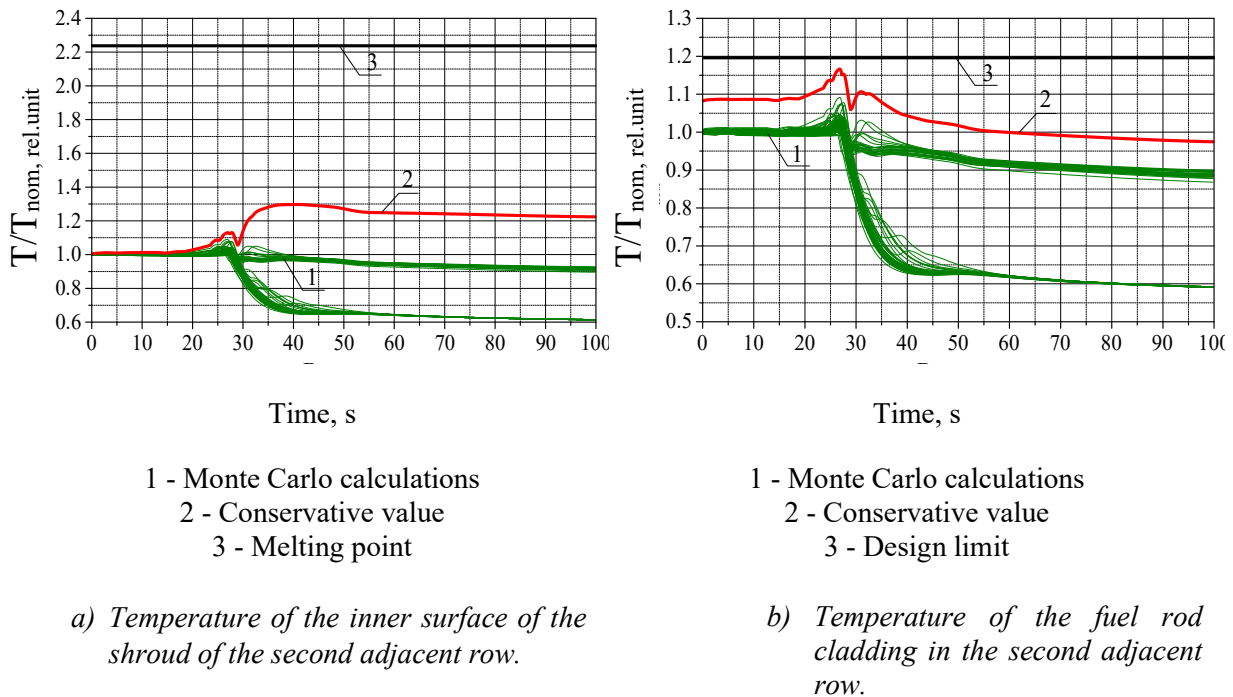 2.4
2.2
2.0
1.8
1.6
1.4
1.2
1.0
0.8
0.6
T/Tnom, rel.unit
3
2
1
0 10 20 30 40 50 60 70 80 90 100
Time, s
1 - Monte Carlo calculations
2 - Conservative value
3 - Melting point
a) Temperature of the inner surface of the
shroud of the second adjacent row.
1.3
1.2
1.1
1.0
0.9
0.8
0.7
0.6
0.5
T/Tnom, rel.unit
3
2
1
0 10 20 30 40 50 60 70 80 90 100
Time, s
1 - Monte Carlo calculations
2 - Conservative value
3 - Design limit
b) Temperature of the fuel rod
cladding in the second adjacent
row.